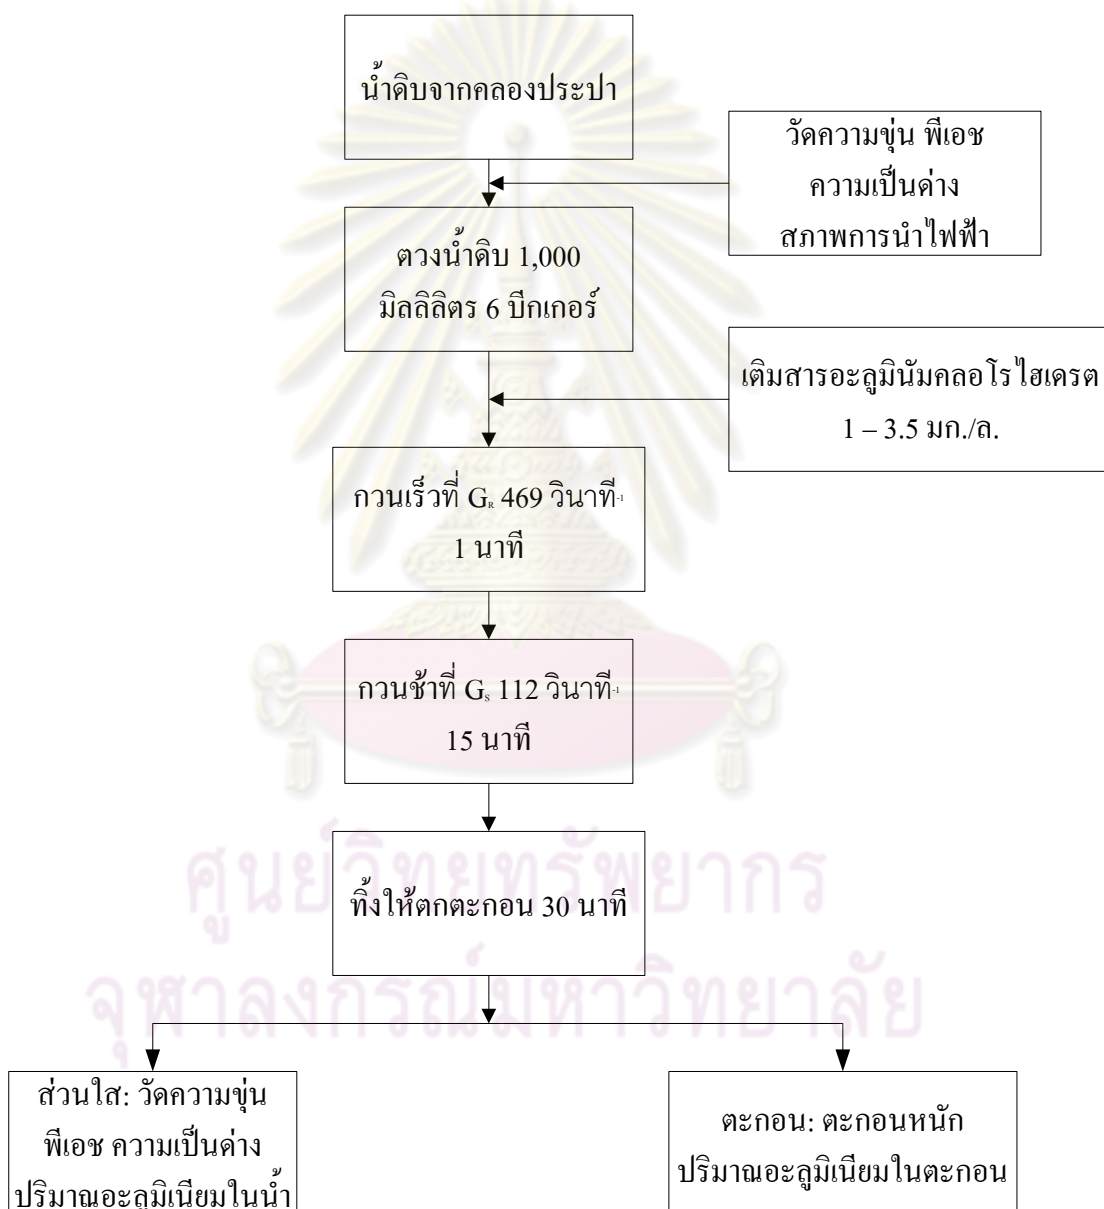 น้ำดิบจากคลองประปา
วัดความขุ่น พีเอช
ความเป็นด่าง
สภาพการนำไฟฟ้า
ตวงน้ำดิบ 1,000
มิลลิลิตร 6 บีกเกอร์
เติมสารอะลูมินัมคลอโรไฮเดรต
1 – 3.5 มก./ล.
กวนเร็วที่ G_R 469 วินาที⁻¹
1 นาที
กวนช้าที่ G_s 112 วินาที⁻¹
15 นาที
ทิ้งให้ตกตะกอน 30 นาที
ศูนย์วิทยทรัพยากร
จุฬาลงกรณ์มหาวิทยาลัย
ส่วนใส: วัดความขุ่น
พีเอช ความเป็นด่าง
ปริมาณอะลูมิเนียมในน้ำ
ตะกอน: ตะกอนหนัก
ปริมาณอะลูมิเนียมในตะกอน